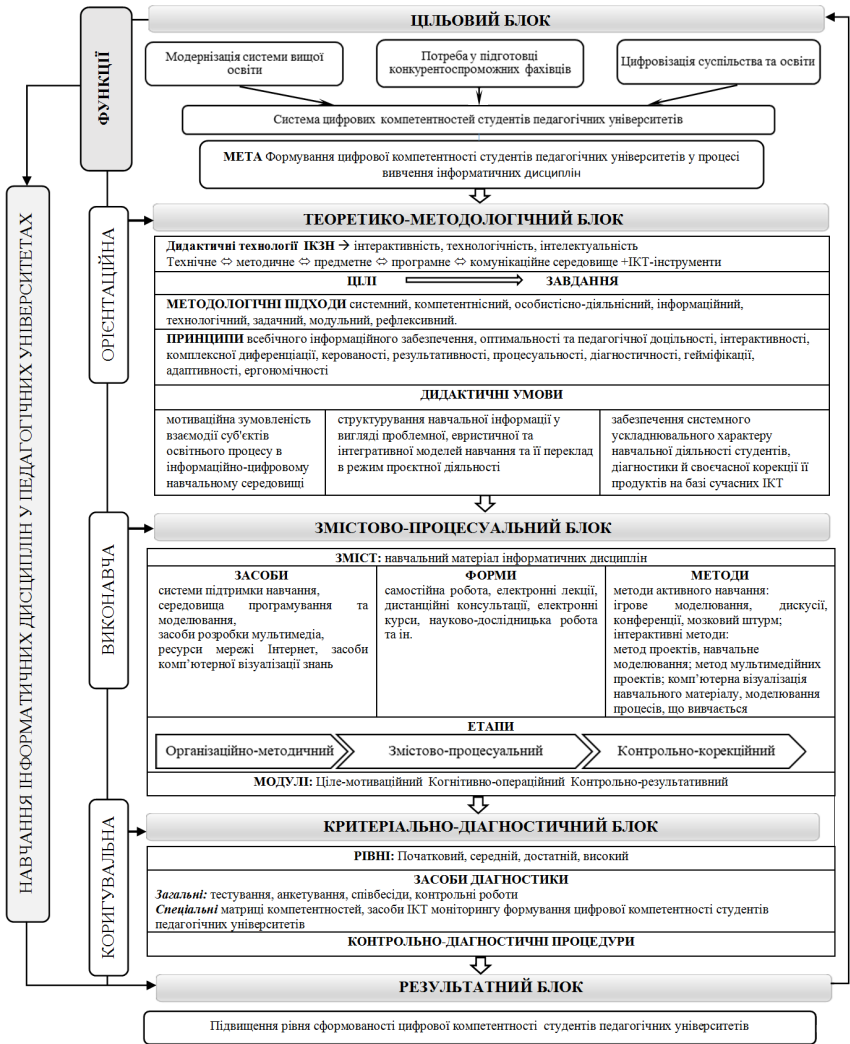 ЦІЛЬОВИЙ БЛОК
ФУНКЦІЇ
Модернізація системи вищої
освіти
Потреба у підготовці
конкурентоспроможних фахівців
Цифровізація суспільства та освіти
Система цифрових компетентностей студентів педагогічних університетів
МЕТА Формування цифрової компетентності студентів педагогічних університетів у процесі
вивчення інформатичних дисциплін
НАВЧАННЯ ІНФОРМАТИЧНИХ ДИСЦИПЛІН У ПЕДАГОГІЧНИХ УНІВЕРСИТЕТАХ
ОРІЄНТАЦІЙНА
ТЕОРЕТИКО-МЕТОДОЛОГІЧНИЙ БЛОК
Дидактичні технології ІКЗН → інтерактивність, технологічність, інтелектуальність
Технічне ⇔ методичне ⇔ предметне ⇔ програмне ⇔ комунікаційне середовище +ІКТ-інструменти
ЦІЛІ ⇒ ЗАВДАННЯ
МЕТОДОЛОГІЧНІ ПІДХОДИ системний, компетентнісний, особистісно-діяльнісний, інформаційний,
технологічний, задачний, модульний, рефлексивний.
ПРИНЦИПИ всебічного інформаційного забезпечення, оптимальності та педагогічної доцільності, інтерактивності,
комплексної диференціації, керованості, результативності, процесуальності, діагностичності, гейміфікації,
адаптивності, ергономічності
ДИДАКТИЧНІ УМОВИ
мотиваційна зумовленість
взаємодії суб'єктів
освітнього процесу в
інформаційно-цифровому
навчальному середовищі
структурування навчальної інформації у
вигляді проблемної, евристичної та
інтегративної моделей навчання та її переклад
в режим проєктної діяльності
забезпечення системного
ускладнювального характеру
навчальної діяльності студентів,
діагностики й своєчасної корекції її
продуктів на базі сучасних ІКТ
ВИКОНАВЧА
ЗМІСТОВО-ПРОЦЕСУАЛЬНИЙ БЛОК
ЗМІСТ: навчальний матеріал інформатичних дисциплін
ЗАСОБИ
системи підтримки навчання,
середовища програмування та
моделювання,
засоби розробки мультимедіа,
ресурси мережі Інтернет, засоби
комп’ютерної візуалізації знань
ФОРМИ
самостійна робота, електронні лекції,
дистанційні консультації, електронні
курси, науково-дослідницька робота
та ін.
МЕТОДИ
методи активного навчання:
ігрове моделювання, дискусії,
конференції, мозковий штурм;
інтерактивні методи:
метод проектів, навчальне
моделювання; метод мультимедійних
проектів; комп’ютерна візуалізація
навчального матеріалу, моделювання
процесів, що вивчається
ЕТАПИ
Організаційно-методичний
Змістово-процесуальний
Контрольно-корекційний
МОДУЛІ: Ціле-мотиваційний Когнітивно-операційний Контрольно-результативний
КОРИГУВАЛЬНА
КРИТЕРІАЛЬНО-ДІАГНОСТИЧНИЙ БЛОК
РІВНІ: Початковий, середній, достатній, високий
ЗАСОБИ ДІАГНОСТИКИ
Загальні: тестування, анкетування, співбесіди, контрольні роботи
Спеціальні матриці компетентностей, засоби ІКТ моніторингу формування цифрової компетентності студентів
педагогічних університетів
КОНТРОЛЬНО-ДІАГНОСТИЧНІ ПРОЦЕДУРИ
РЕЗУЛЬТАТНИЙ БЛОК
Підвищення рівня сформованості цифрової компетентності студентів педагогічних університетів